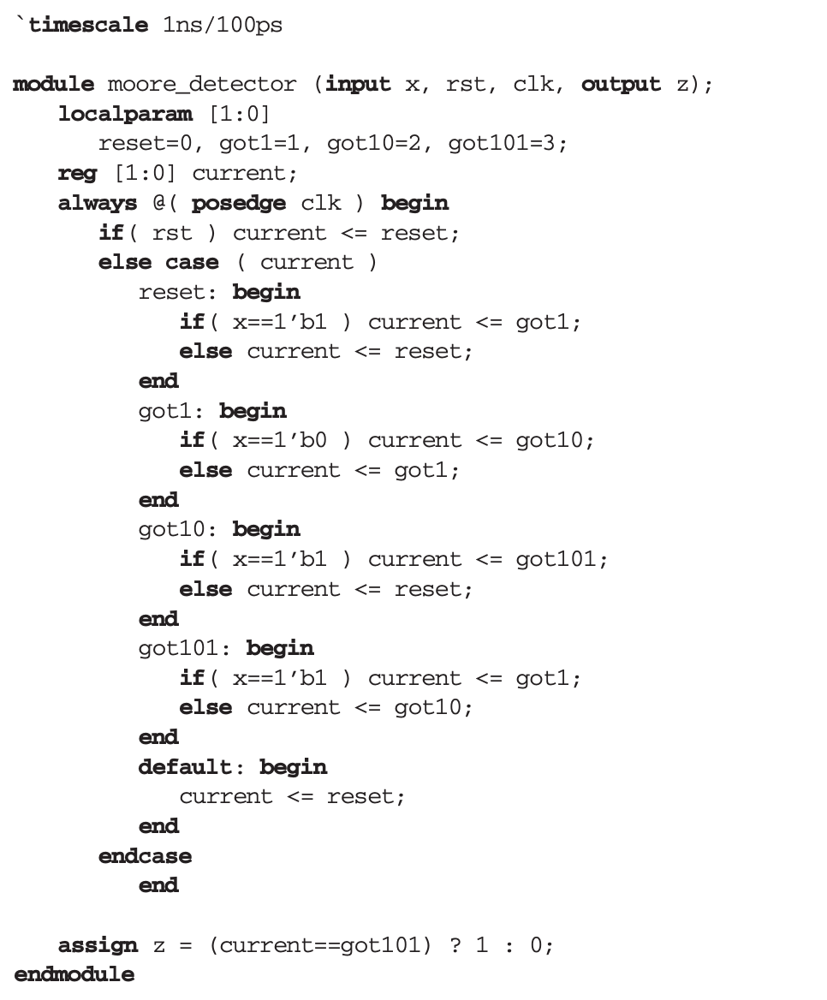 `timescale 1ns/100ps
module moore_detector (input x, rst, clk, output z);
localparam [1:0]
reset=0, got1=1, got10=2, got101=3;
reg [1:0] current;
always @( posedge clk ) begin
if( rst ) current <= reset;
else case ( current )
reset: begin
if( x==1’b1 ) current <= got1;
else current <= reset;
end
got1: begin
if( x==1’b0 ) current <= got10;
else current <= got1;
end
got10: begin
if( x==1’b1 ) current <= got101;
else current <= reset;
end
got101: begin
if( x==1’b1 ) current <= got1;
else current <= got10;
end
default: begin
current <= reset;
end
endcase
end
assign z = (current==got101) ? 1 : 0;
endmodule